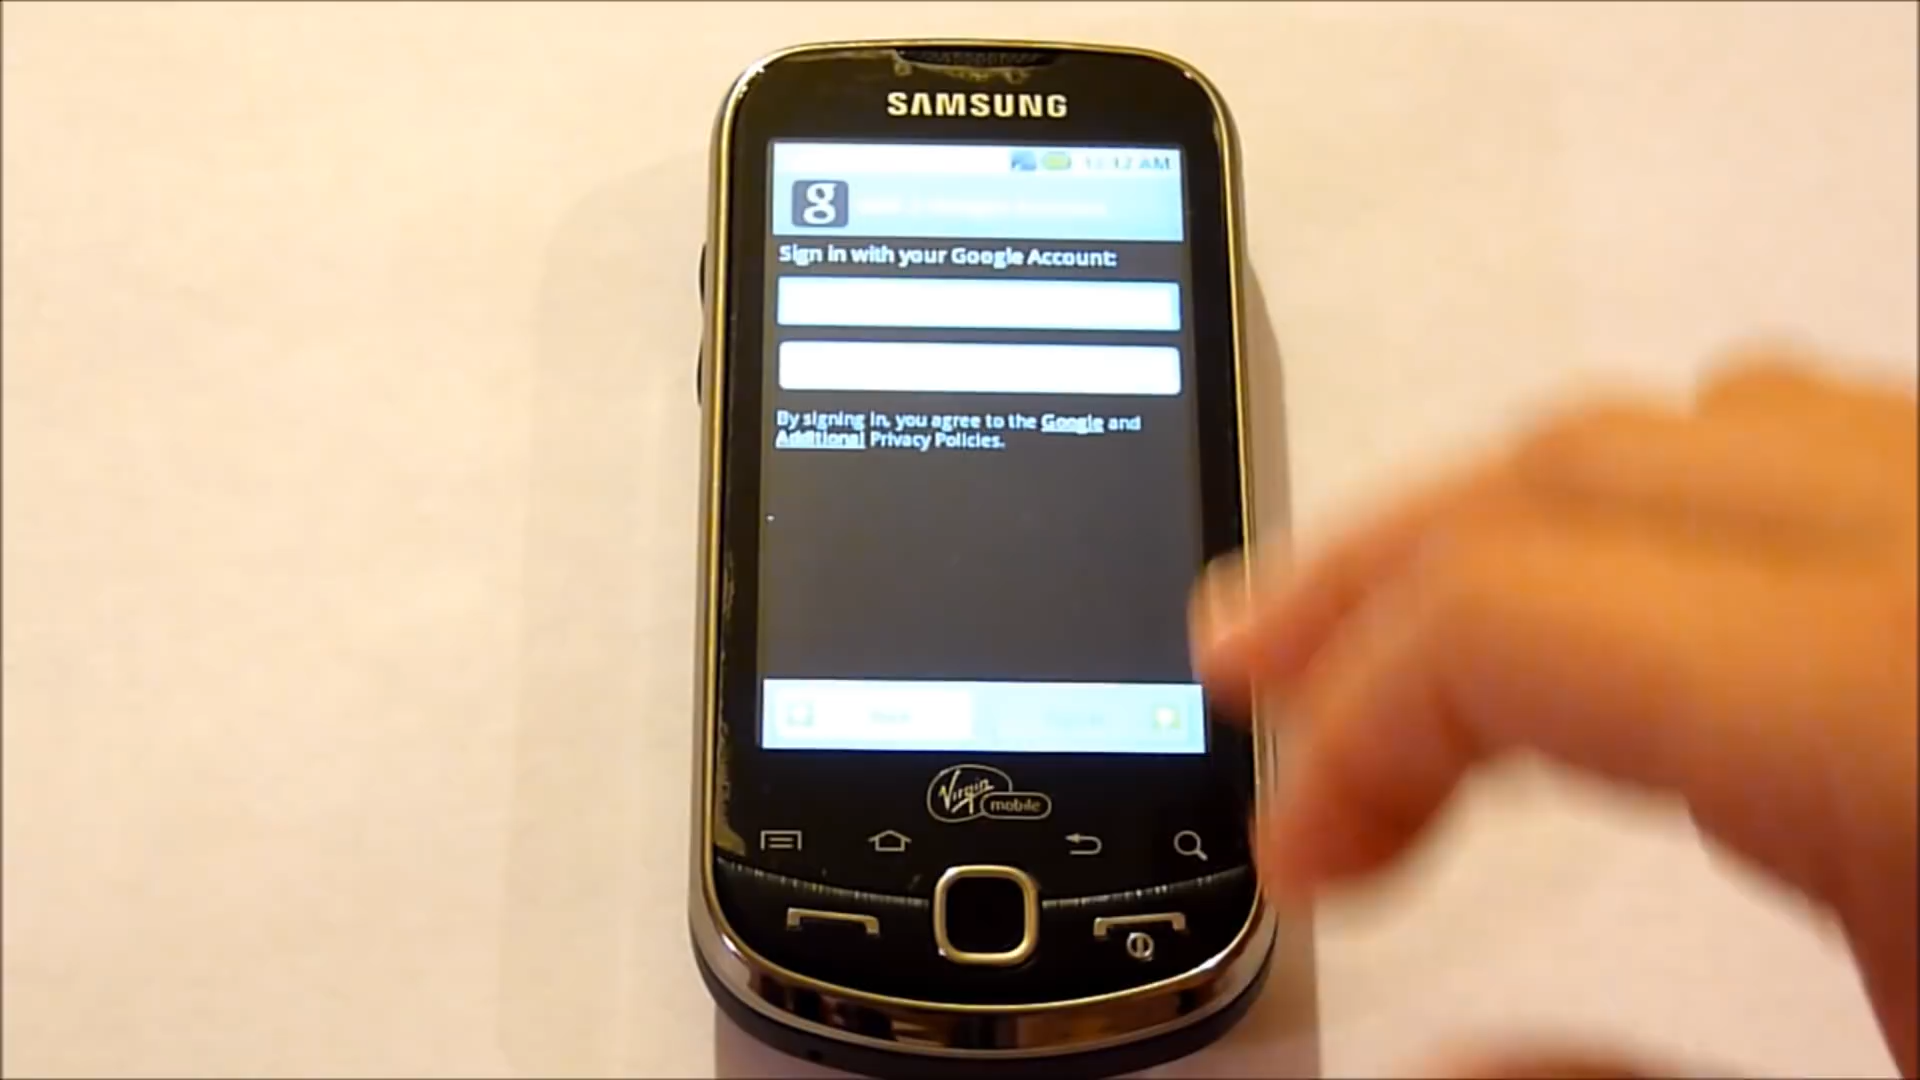 SAMSUNG
g
Sign in with your Google Account:
By signing in, you agree to the Google and
Additional Privacy Policies.
Virgin
mobile